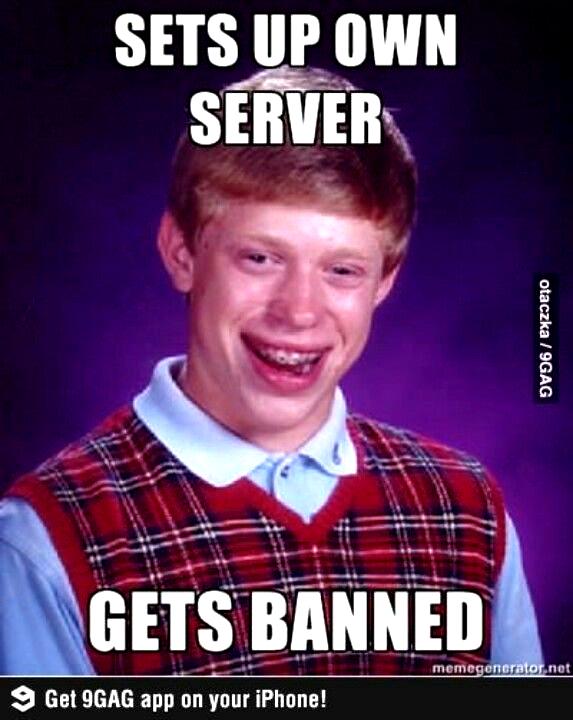 SETS UP OWN
SERVER
otaczka / 9GAG
GETS BANNED
memegenerator.net
Get 9GAG app on your iPhone!